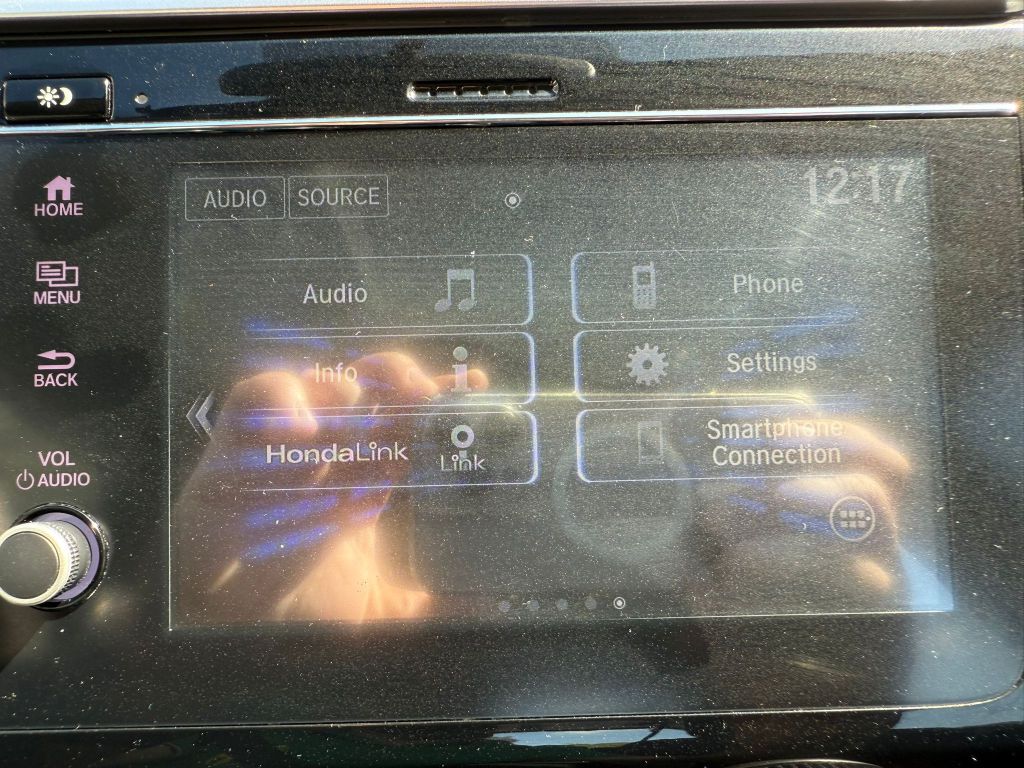 AUDIO SOURCE 12:17
HOME
MENU
BACK
VOL
AUDIO
Audio
Phone
Info
Settings
HondaLink
Link
Smartphone
Connection